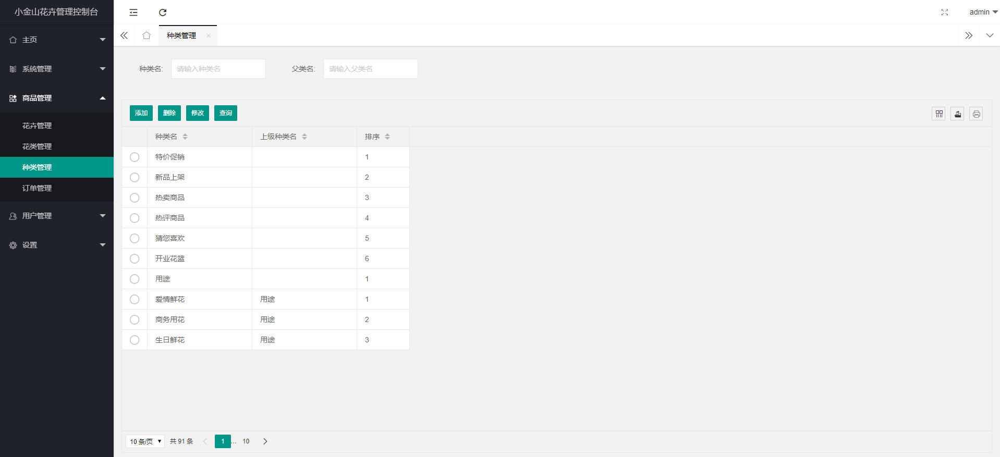 小金山花卉管理控制台
admin
主页
系统管理
商品管理
花卉管理
花类管理
种类管理
订单管理
用户管理
设置
种类管理
种类名: 请输入种类名 父类名: 请输入父类名
添加 删除 修改 查询
种类名 上级种类名 排序
特价促销 1
新品上架 2
热卖商品 3
热评商品 4
猜您喜欢 5
开业花篮 6
用途 1
爱情鲜花 用途 1
商务用花 用途 2
生日鲜花 用途 3
10 条/页 共 91 条 1 ... 10